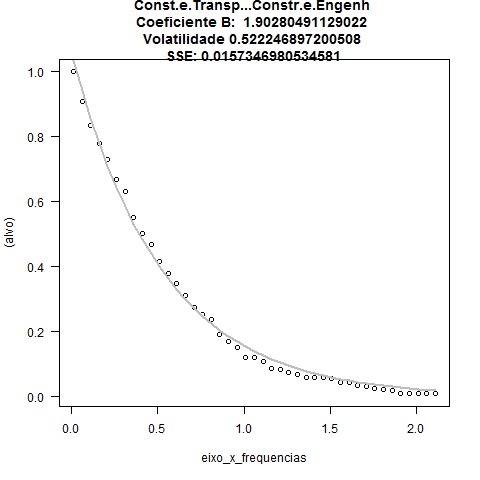 Const.e.Transp...Constr.e.Engenh
Coeficiente B:  1.90280491129022
Volatilidade 0.522246897200508
SSE: 0.0157346980534581
1.0
0.8
0.6
0.4
0.2
0.0
(alvo)
0.0 0.5 1.0 1.5 2.0
eixo_x_frequencias